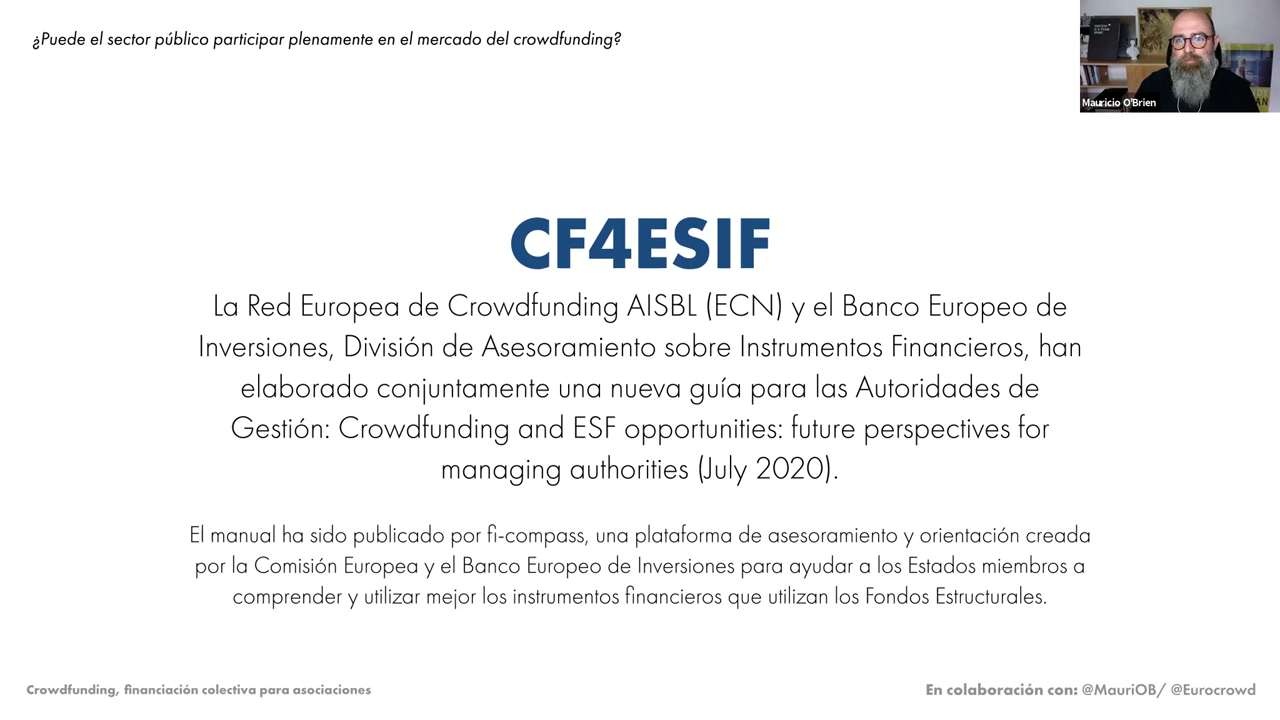 ¿Puede el sector público participar plenamente en el mercado del crowdfunding?
Mauricio O'Brien
CF4ESIF
La Red Europea de Crowdfunding AISBL (ECN) y el Banco Europeo de
Inversiones, División de Asesoramiento sobre Instrumentos Financieros, han
elaborado conjuntamente una nueva guía para las Autoridades de
Gestión: Crowdfunding and ESF opportunities: future perspectives for
managing authorities (July 2020).
El manual ha sido publicado por fi-compass, una plataforma de asesoramiento y orientación creada
por la Comisión Europea y el Banco Europeo de Inversiones para ayudar a los Estados miembros a
comprender y utilizar mejor los instrumentos financieros que utilizan los Fondos Estructurales.
Crowdfunding, financiación colectiva para asociaciones
En colaboración con: @MauriOB/ @Eurocrowd